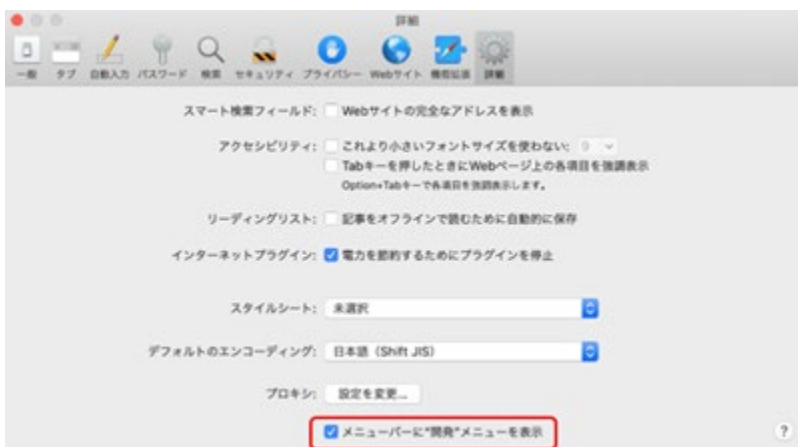 詳細
一般 タブ 自動入力 パスワード 検索 セキュリティ プライバシー Webサイト 機能拡張 詳細
スマート検索フィールド: Webサイトの完全なアドレスを表示
アクセシビリティ: これより小さいフォントサイズを使わない: 9
Tabキーを押したときにWebページ上の各項目を強調表示
Option+Tabキーで各項目を強調表示します。
リーディングリスト: 記事をオフラインで読むために自動的に保存
インターネットプラグイン: 電力を節約するためにプラグインを停止
スタイルシート: 未選択
デフォルトのエンコーディング: 日本語 (Shift JIS)
プロキシ: 設定を変更...
メニューバーに"開発"メニューを表示 ?